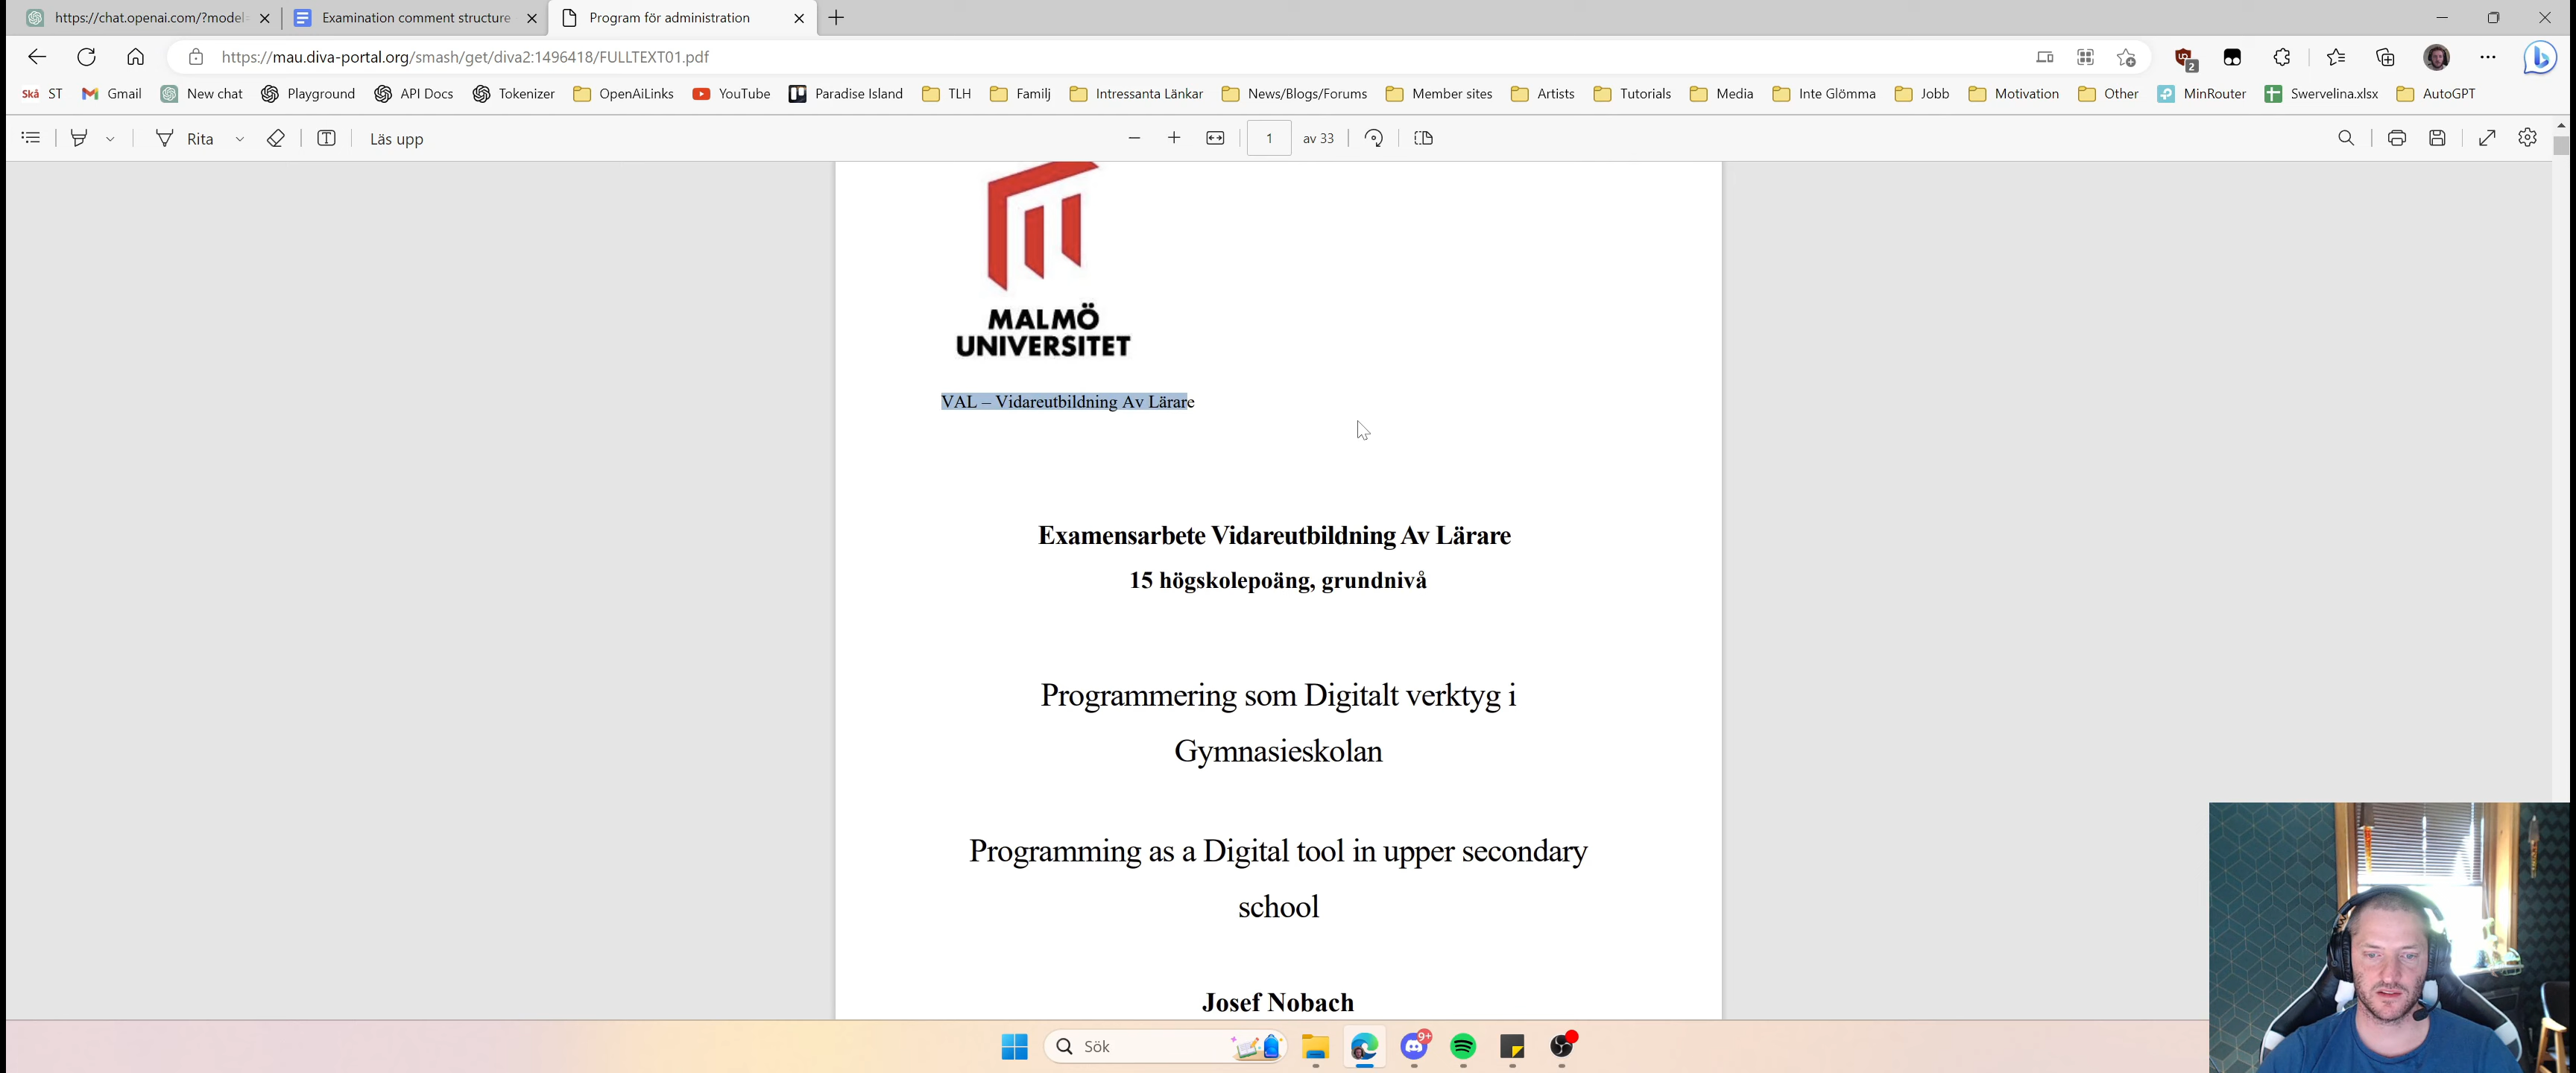 https://chat.openai.com/?model=
Examination comment structure
Program för administration
https://mau.diva-portal.org/smash/get/diva2:1496418/FULLTEXT01.pdf
2
Skå ST Gmail New chat Playground API Docs Tokenizer OpenAiLinks YouTube Paradise Island TLH Familj Intressanta Länkar News/Blogs/Forums Member sites Artists Tutorials Media Inte Glömma Jobb Motivation Other MinRouter Swervelina.xlsx AutoGPT
Rita Läs upp 1 av 33
MALMÖ
UNIVERSITET
VAL – Vidareutbildning Av Lärare
Examensarbete Vidareutbildning Av Lärare
15 högskolepoäng, grundnivå
Programmering som Digitalt verktyg i
Gymnasieskolan
Programming as a Digital tool in upper secondary
school
Josef Nobach
Sök
9+